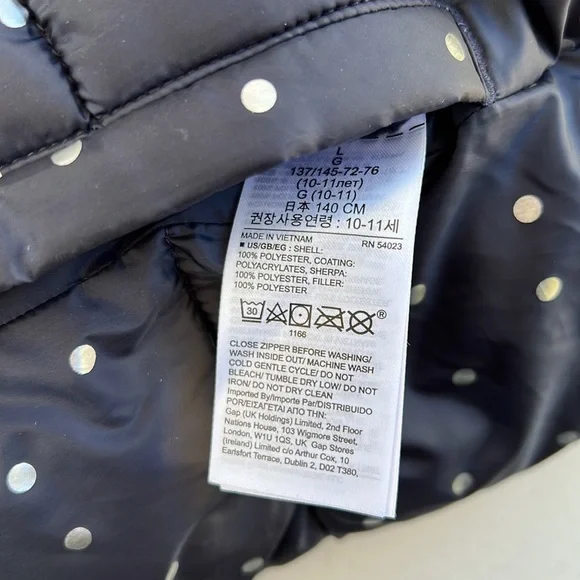 L
G
137/145-72-76
(10-11лет)
G (10-11)
日本 140 CM
권장사용연령 : 10-11세
MADE IN VIETNAM RN 54023
■ US/GB/EG : SHELL:
100% POLYESTER, COATING:
POLYACRYLATES, SHERPA:
100% POLYESTER, FILLER:
100% POLYESTER
30 ®
1166
CLOSE ZIPPER BEFORE WASHING/
WASH INSIDE OUT/ MACHINE WASH
COLD GENTLE CYCLE/ DO NOT
BLEACH/ TUMBLE DRY LOW/ DO NOT
IRON/ DO NOT DRY CLEAN
Imported By/Importe Par/DISTRIBUIDO
POR/ΕΙΣΑΓΕΤΑΙ ΑΠΟ ΤΗΝ:
Gap (UK Holdings) Limited, 2nd Floor
Nations House, 103 Wigmore Street,
London, W1U 1QS, UK Gap Stores
(Ireland) Limited c/o Arthur Cox, 10
Earlsfort Terrace, Dublin 2, D02 T380,